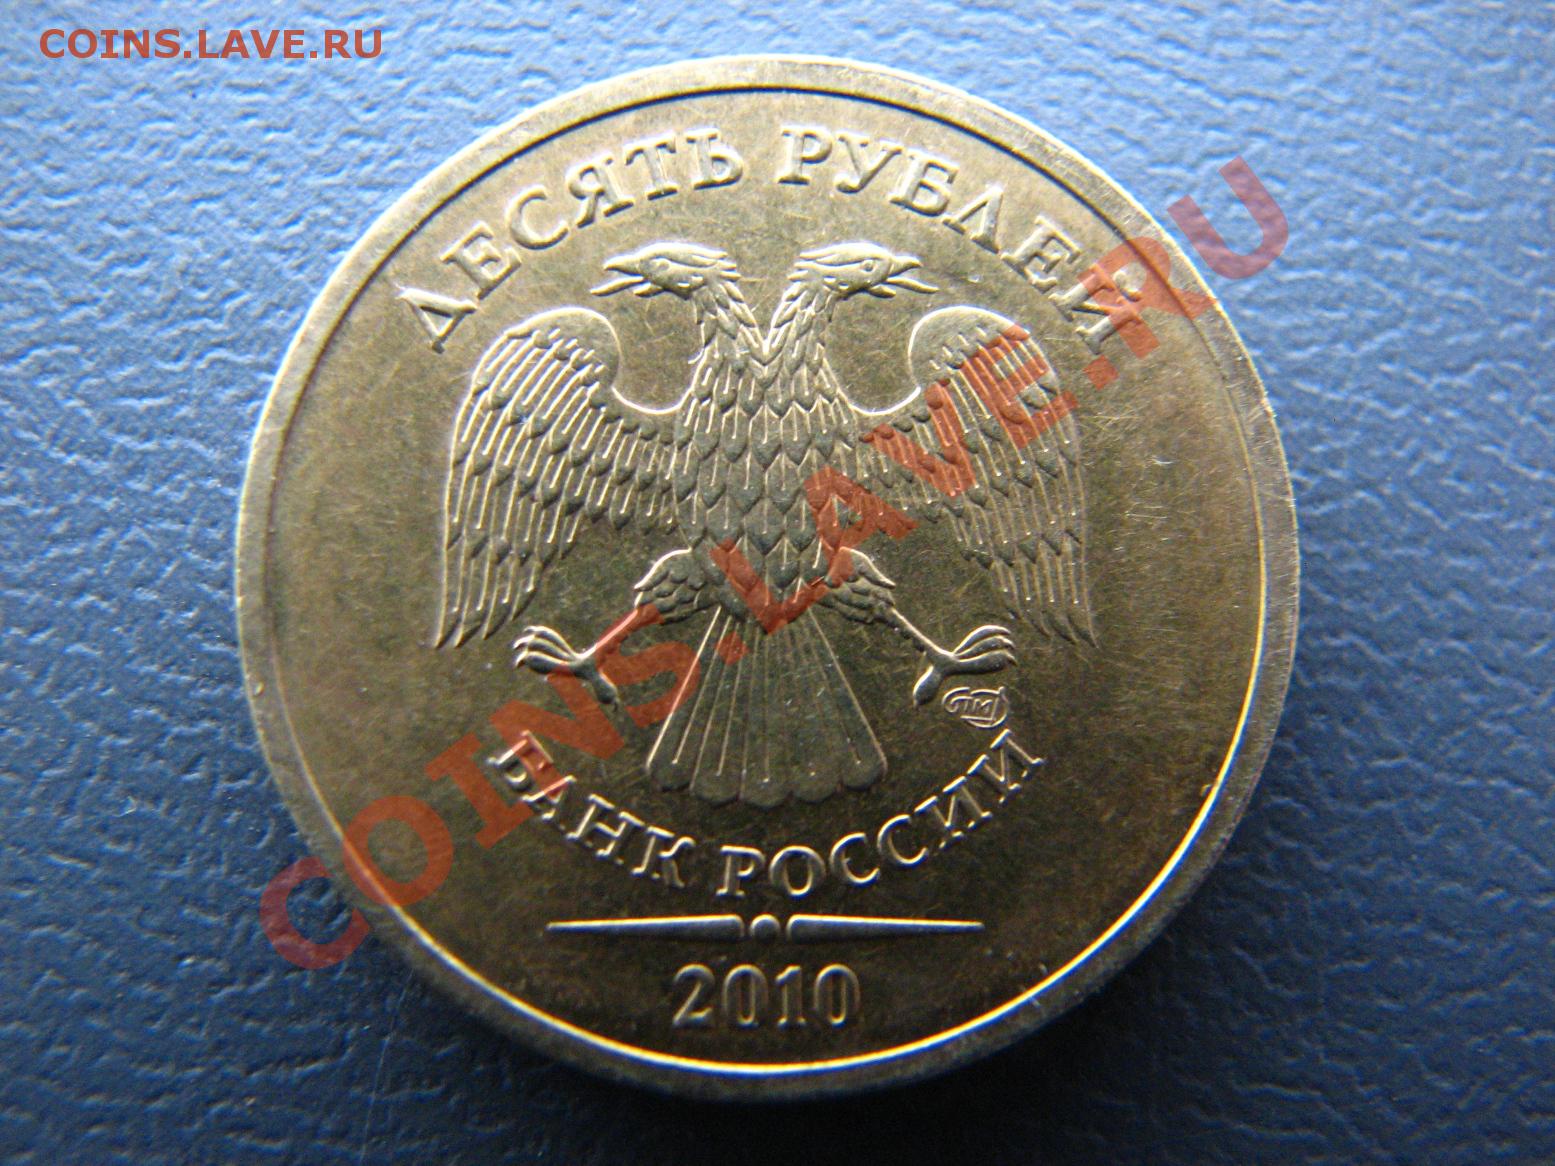 COINS.LAVE.RU
ДЕСЯТЬ РУБЛЕЙ
COINS.LAVE.RU
БАНК РОССИИ
2010